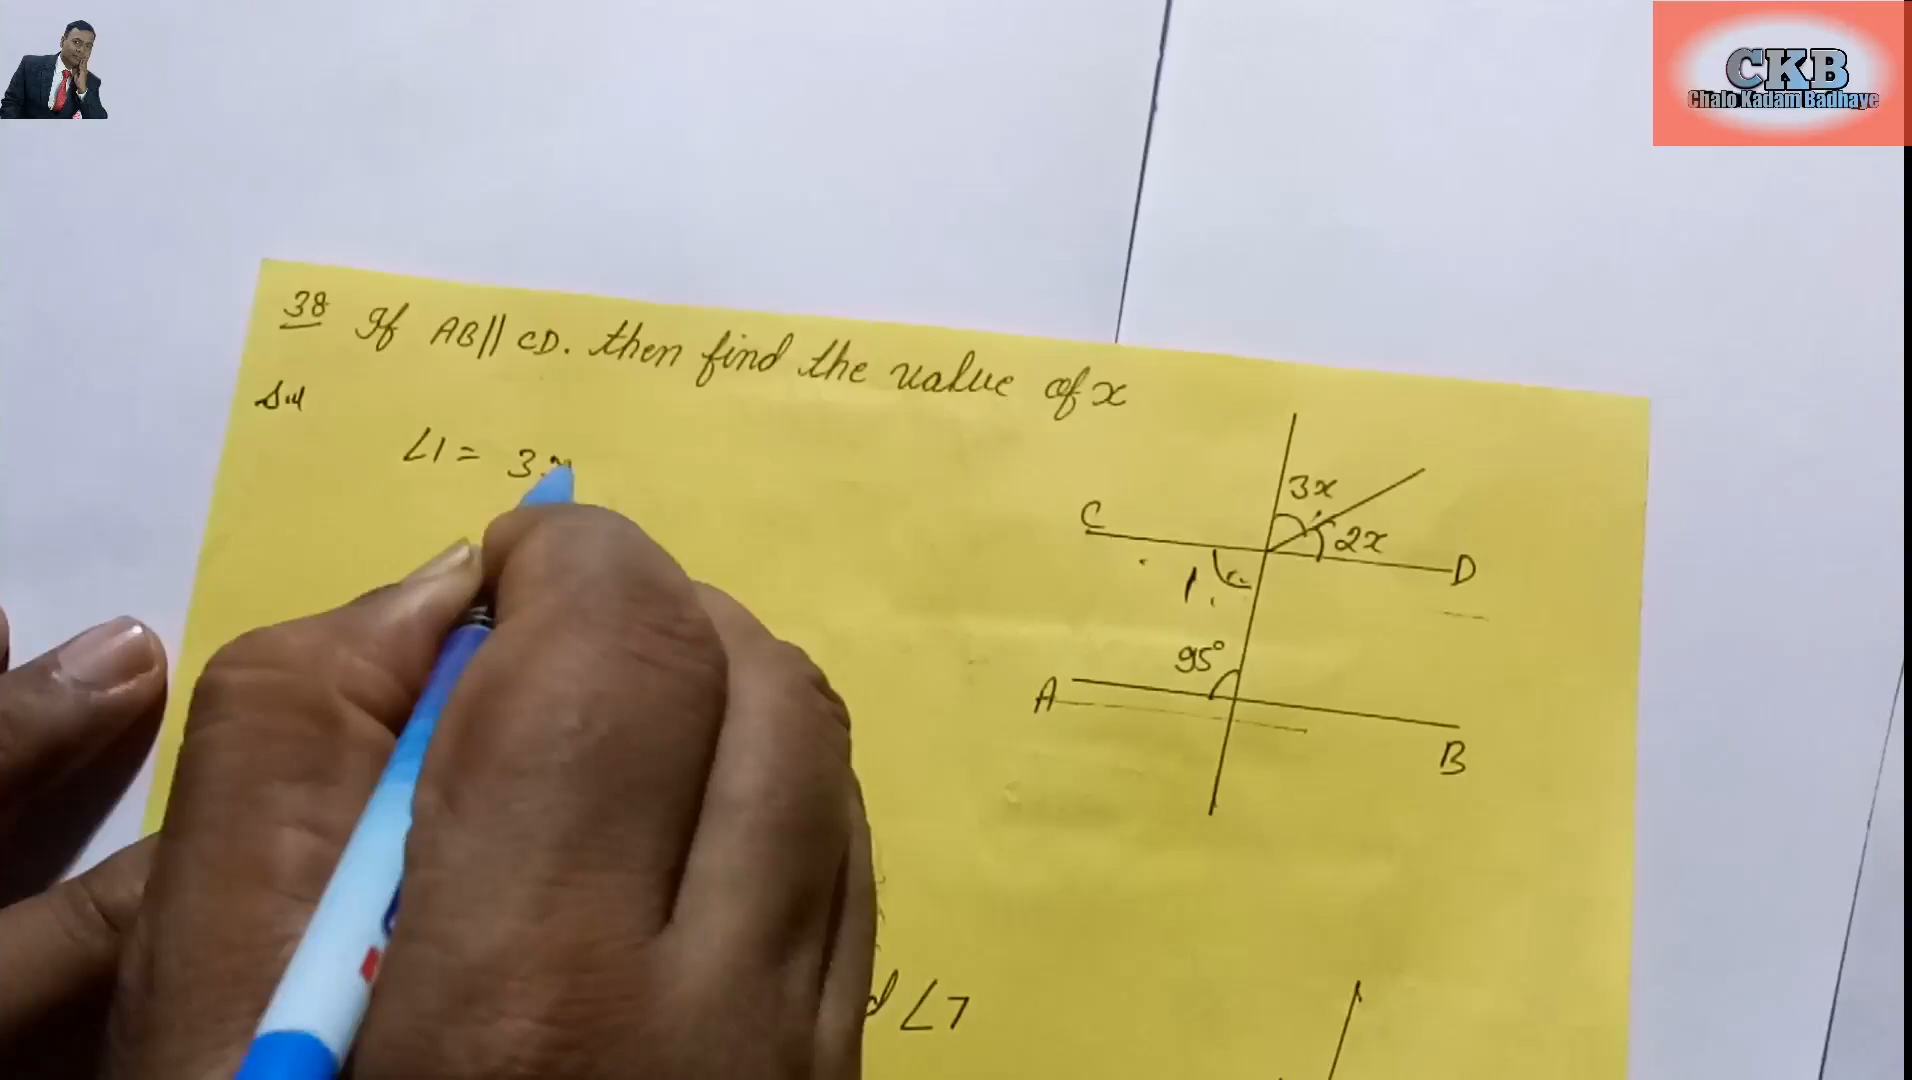 CKB
Chalo Kadam Badhaye
38 If AB || CD. then find the value of x
∠1 = 3
3x
C
2x
D
1
95°
A
B
∠7